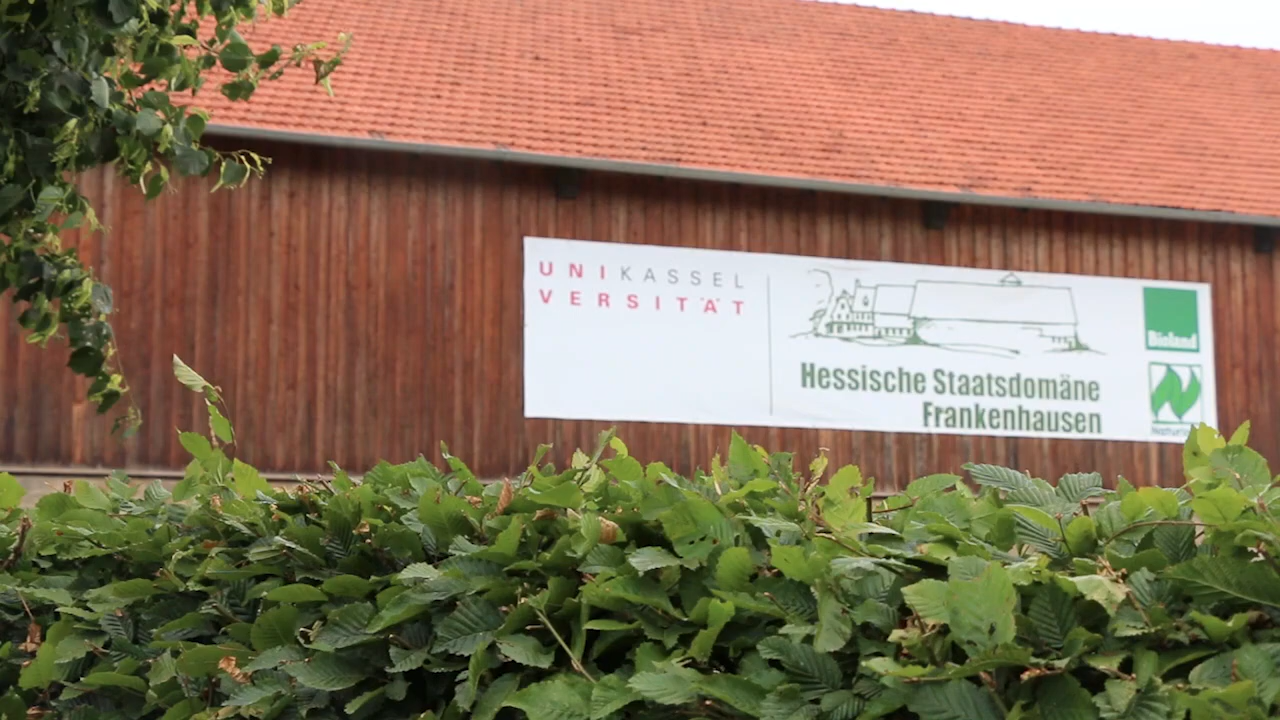 UNIKASSEL
VERSITÄT
Hessische Staatsdomäne
Frankenhausen
Bioland